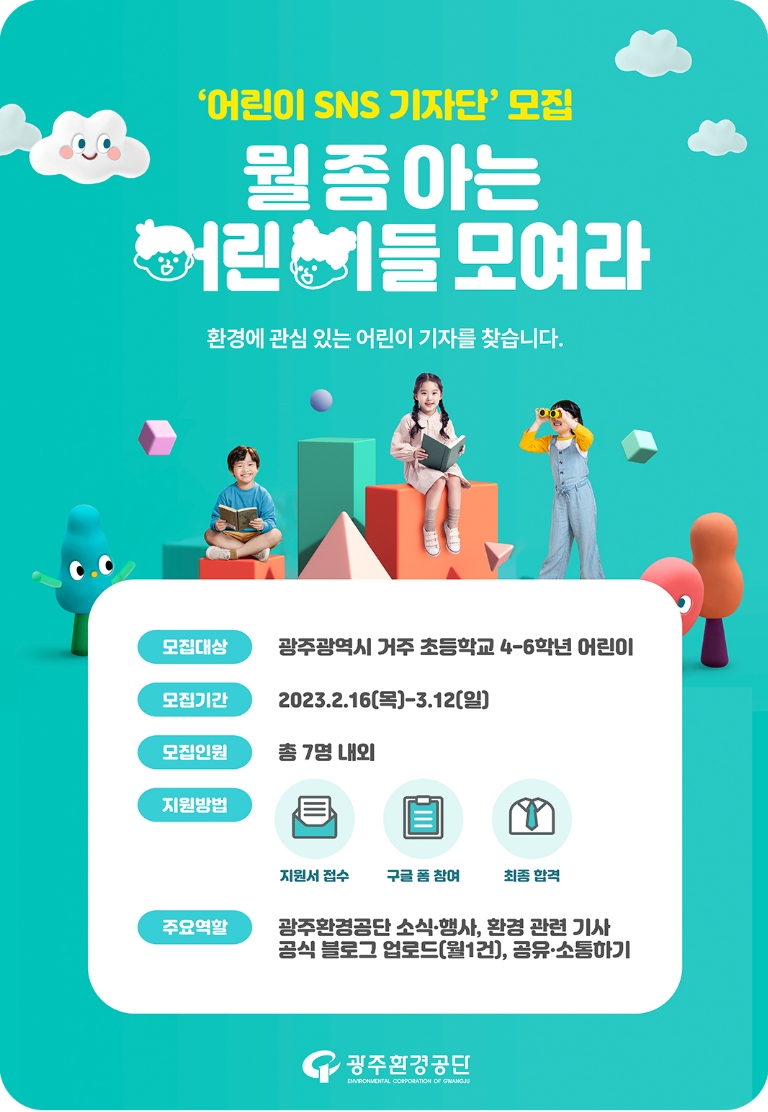 ‘어린이 SNS 기자단’ 모집
뭘 좀 아는
어린이들 모여라
환경에 관심 있는 어린이 기자를 찾습니다.
모집대상 광주광역시 거주 초등학교 4-6학년 어린이
모집기간 2023.2.16(목)-3.12(일)
모집인원 총 7명 내외
지원방법
지원서 접수 구글 폼 참여 최종 합격
주요역할 광주환경공단 소식·행사, 환경 관련 기사
공식 블로그 업로드(월1건), 공유·소통하기
광주환경공단
ENVIRONMENTAL CORPORATION OF GWANGJU